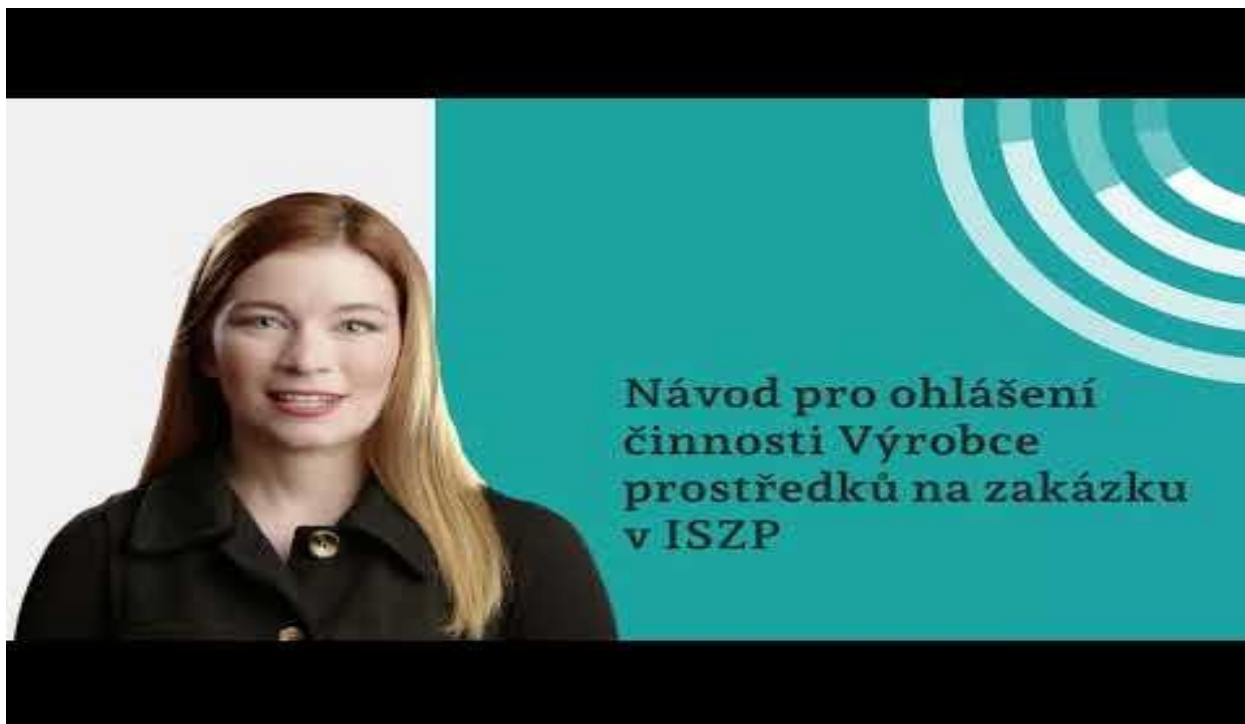 Návod pro ohlášení
činnosti Výrobce
prostředků na zakázku
v ISZP